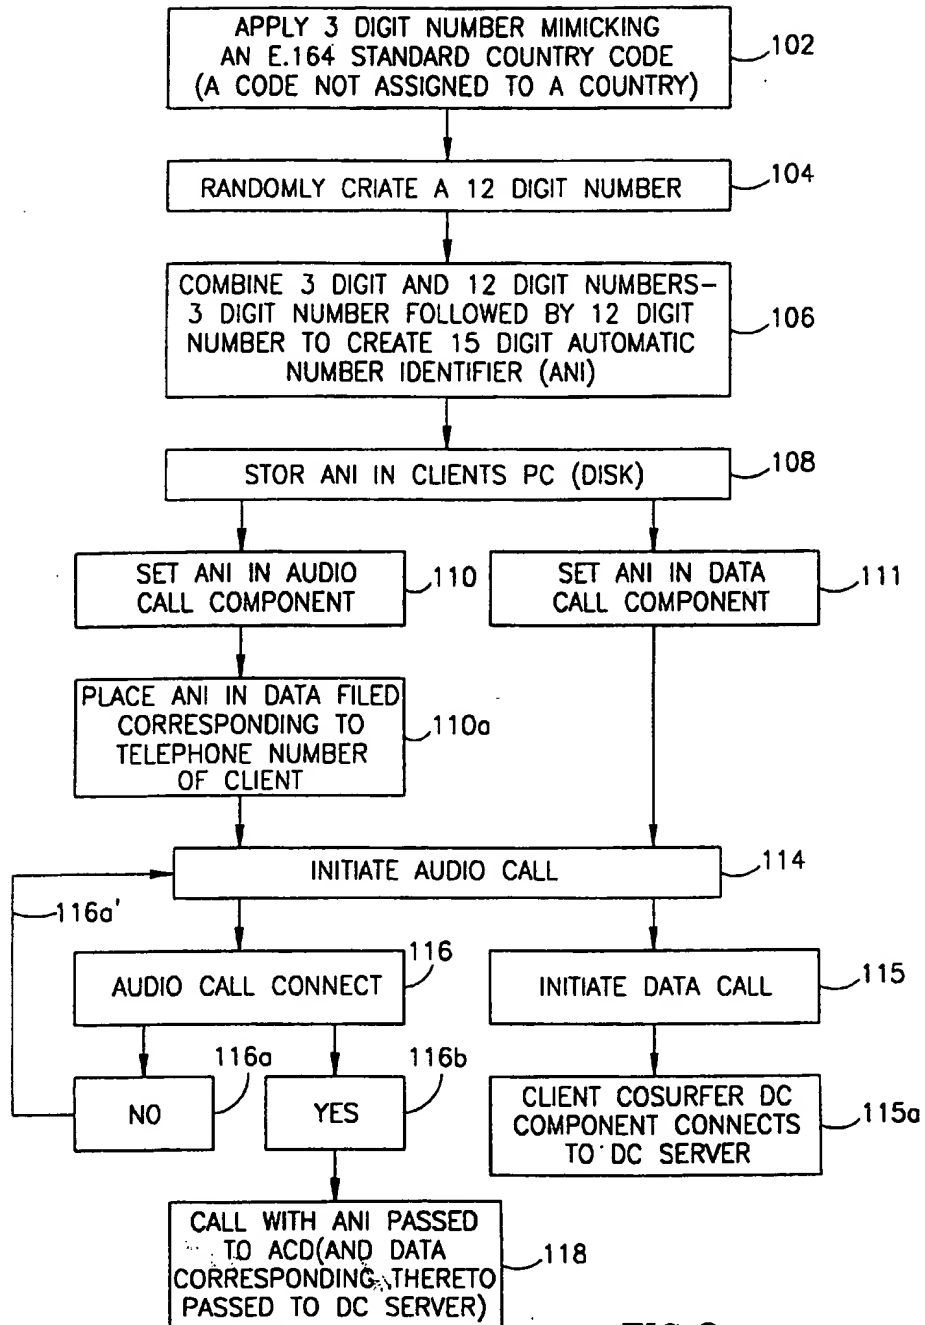 APPLY 3 DIGIT NUMBER MIMICKING
AN E.164 STANDARD COUNTRY CODE
(A CODE NOT ASSIGNED TO A COUNTRY)
102
RANDOMLY CRIATE A 12 DIGIT NUMBER
104
COMBINE 3 DIGIT AND 12 DIGIT NUMBERS-
3 DIGIT NUMBER FOLLOWED BY 12 DIGIT
NUMBER TO CREATE 15 DIGIT AUTOMATIC
NUMBER IDENTIFIER (ANI)
106
STOR ANI IN CLIENTS PC (DISK)
108
SET ANI IN AUDIO
CALL COMPONENT
110
SET ANI IN DATA
CALL COMPONENT
111
PLACE ANI IN DATA FILED
CORRESPONDING TO
TELEPHONE NUMBER
OF CLIENT
110a
INITIATE AUDIO CALL
114
116a'
AUDIO CALL CONNECT
116
INITIATE DATA CALL
115
NO
116a
YES
116b
CLIENT COSURFER DC
COMPONENT CONNECTS
TO DC SERVER
115a
CALL WITH ANI PASSED
TO ACD(AND DATA
CORRESPONDING THERETO
PASSED TO DC SERVER)
118